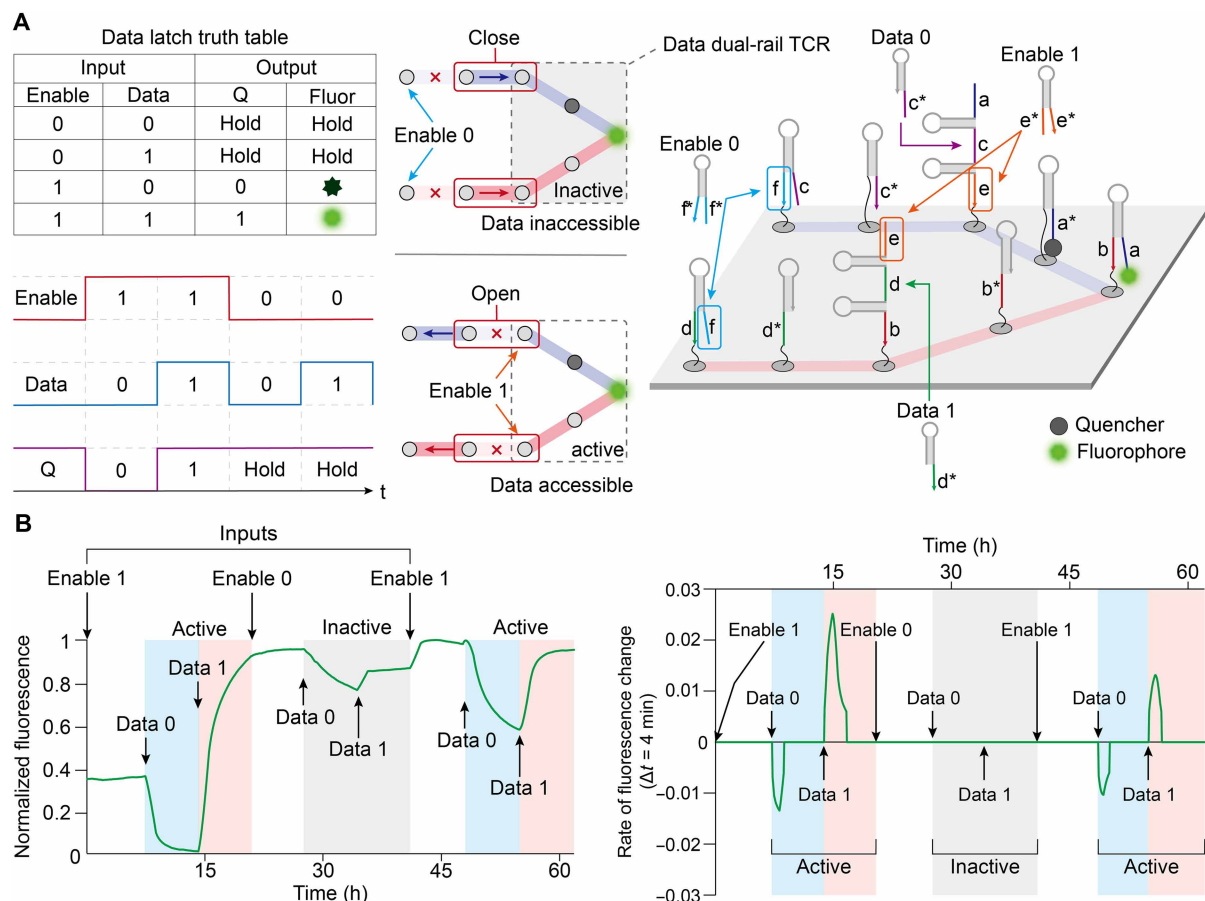 A
Data latch truth table
Input Output
Enable Data Q Fluor
0 0 Hold Hold
0 1 Hold Hold
1 0 0
1 1 1
Enable 1 1 0 0
Data 0 1 0 1
Q 0 1 Hold Hold
t
Close
Data dual-rail TCR
Enable 0
Inactive
Data inaccessible
Open
Enable 1
active
Data accessible
Data 0
Enable 1
c*
a
e* e*
c
Enable 0
f
c
c*
e
a*
f* f*
e
b
a
d
f
d*
d
b*
b
Data 1
d*
Quencher
Fluorophore
B
Inputs
Enable 1
Enable 0
Enable 1
Active
Inactive
Active
Data 1
Data 0
Data 0
Data 1
Data 0
Data 1
Normalized fluorescence
1
0.8
0.6
0.4
0.2
0
15 30 45 60
Time (h)
Time (h)
15 30 45 60
0.03
0.02
0.01
0
−0.01
−0.02
−0.03
Rate of fluorescence change
(Δt = 4 min)
Enable 1
Enable 0
Enable 1
Data 0
Data 0
Data 0
Data 1
Data 1
Data 1
Active
Inactive
Active